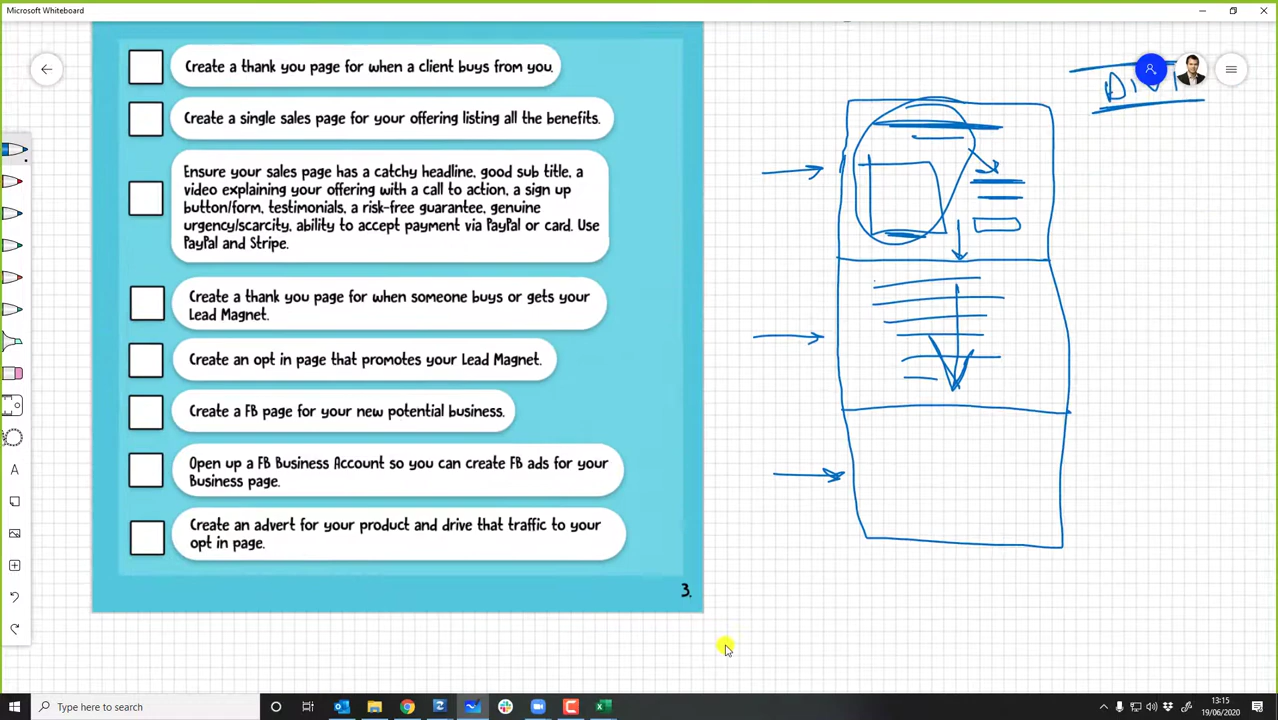 Microsoft Whiteboard
Create a thank you page for when a client buys from you.
Create a single sales page for your offering listing all the benefits.
Ensure your sales page has a catchy headline, good sub title, a
video explaining your offering with a call to action, a sign up
button/form, testimonials, a risk-free guarantee, genuine
urgency/scarcity, ability to accept payment via PayPal or card. Use
PayPal and Stripe.
Create a thank you page for when someone buys or gets your
Lead Magnet.
Create an opt in page that promotes your Lead Magnet.
Create a FB page for your new potential business.
Open up a FB Business Account so you can create FB ads for your
Business page.
Create an advert for your product and drive that traffic to your
opt in page.
3.
Type here to search
13:15
19/06/2020